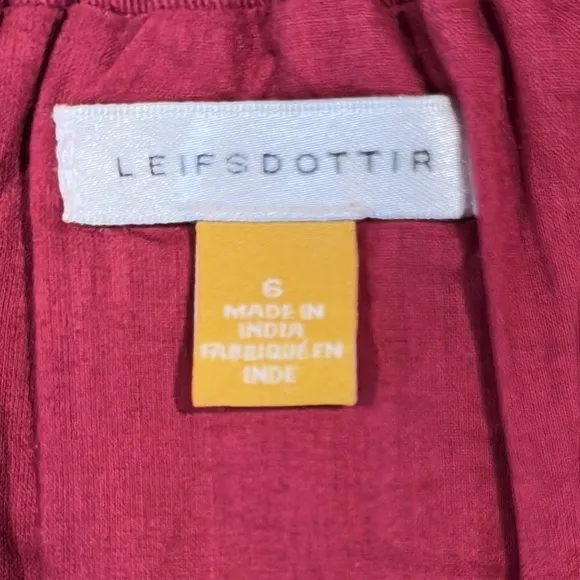 LEIFSDOTTIR
6
MADE IN
INDIA
FABRIQUÉ EN
INDE